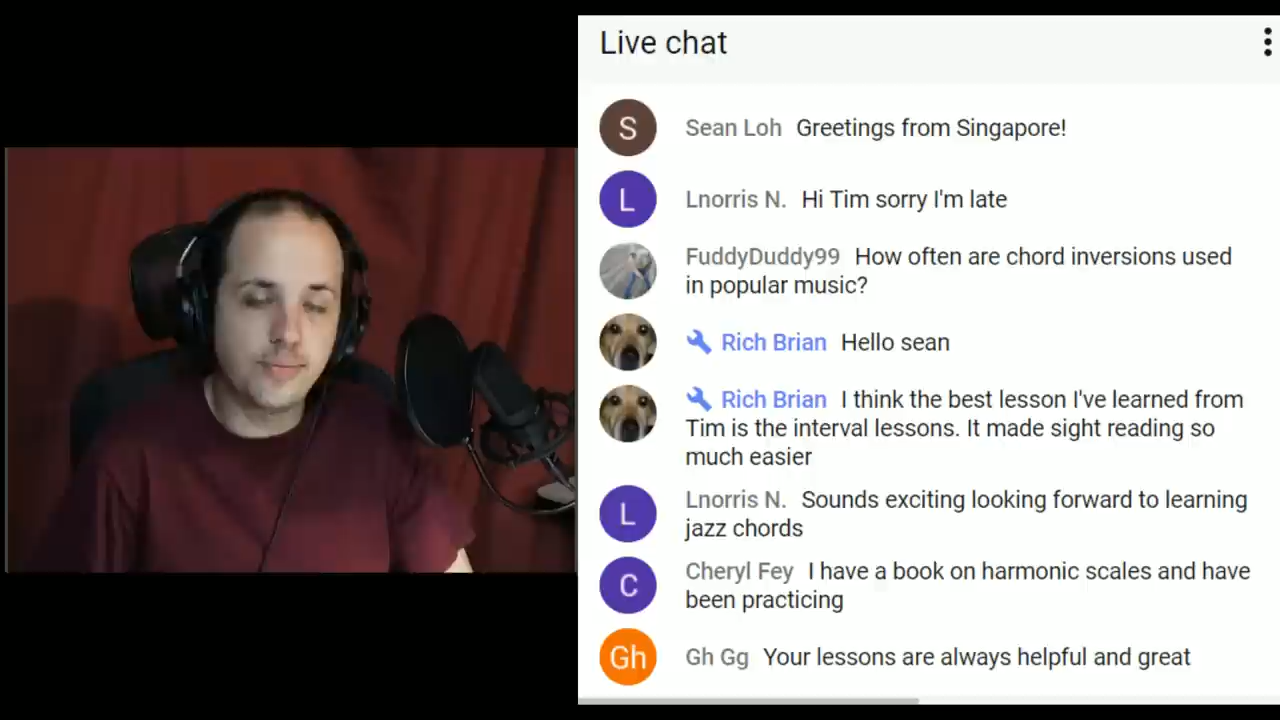 Live chat
S Sean Loh Greetings from Singapore!
L Lnorris N. Hi Tim sorry I'm late
FuddyDuddy99 How often are chord inversions used
in popular music?
Rich Brian Hello sean
Rich Brian I think the best lesson I've learned from
Tim is the interval lessons. It made sight reading so
much easier
L Lnorris N. Sounds exciting looking forward to learning
jazz chords
C Cheryl Fey I have a book on harmonic scales and have
been practicing
Gh Gh Gg Your lessons are always helpful and great